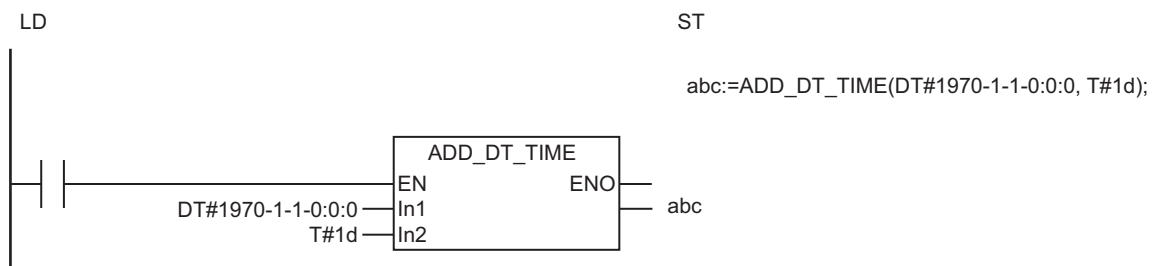 LD
ST
abc:=ADD_DT_TIME(DT#1970-1-1-0:0:0, T#1d);
ADD_DT_TIME
EN ENO
DT#1970-1-1-0:0:0 In1 abc
T#1d In2